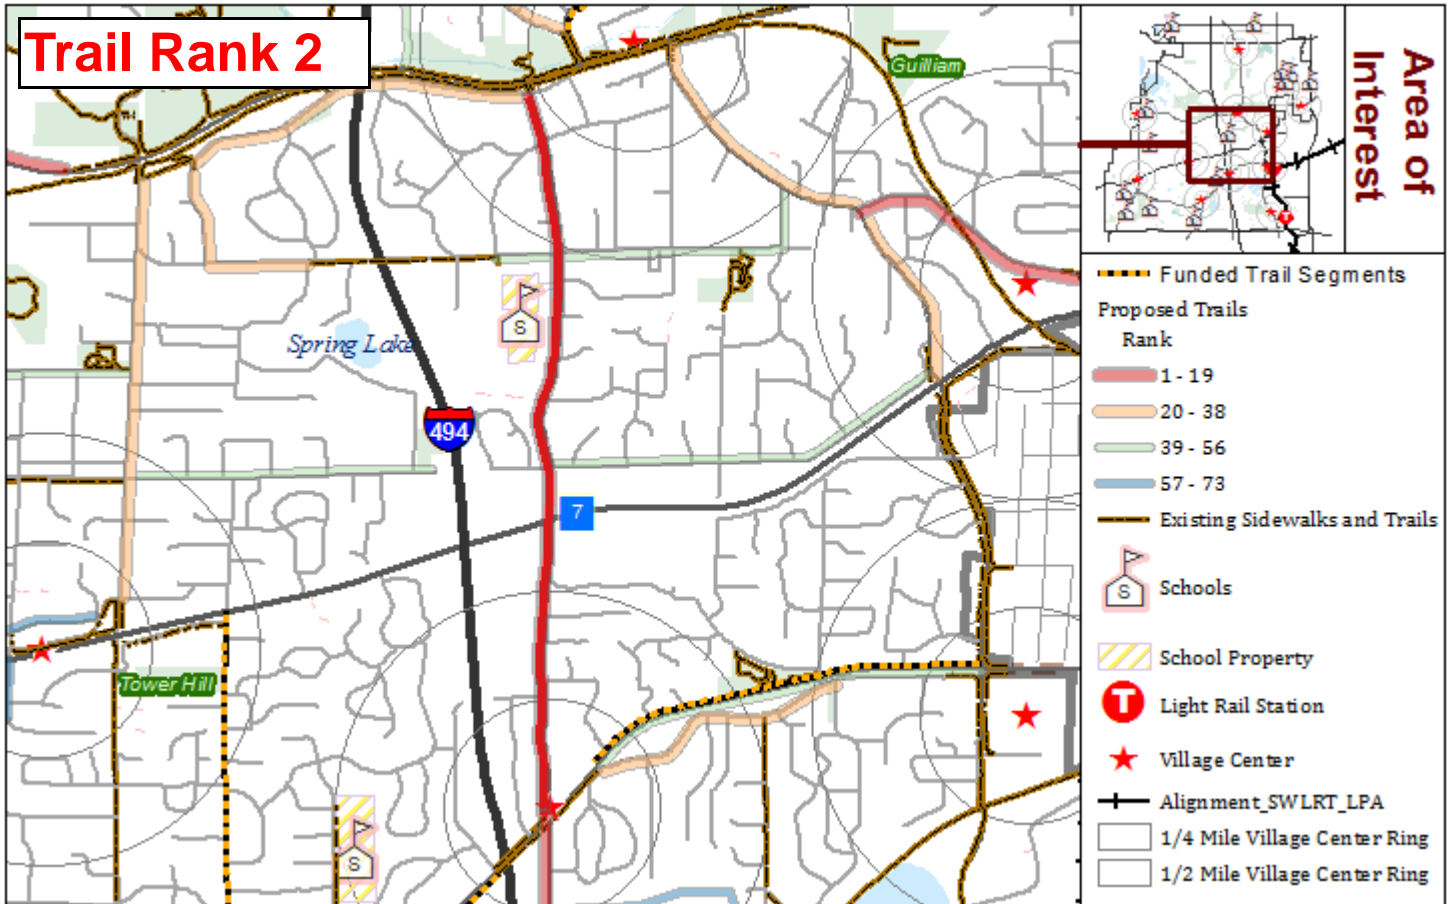 Trail Rank 2
Guilliam
Spring Lake
S
494
7
Tower Hill
S
Area of
Interest
T
Funded Trail Segments
Proposed Trails
Rank
1 - 19
20 - 38
39 - 56
57 - 73
Existing Sidewalks and Trails
S
Schools
School Property
T
Light Rail Station
Village Center
Alignment_SWLRT_LPA
1/4 Mile Village Center Ring
1/2 Mile Village Center Ring